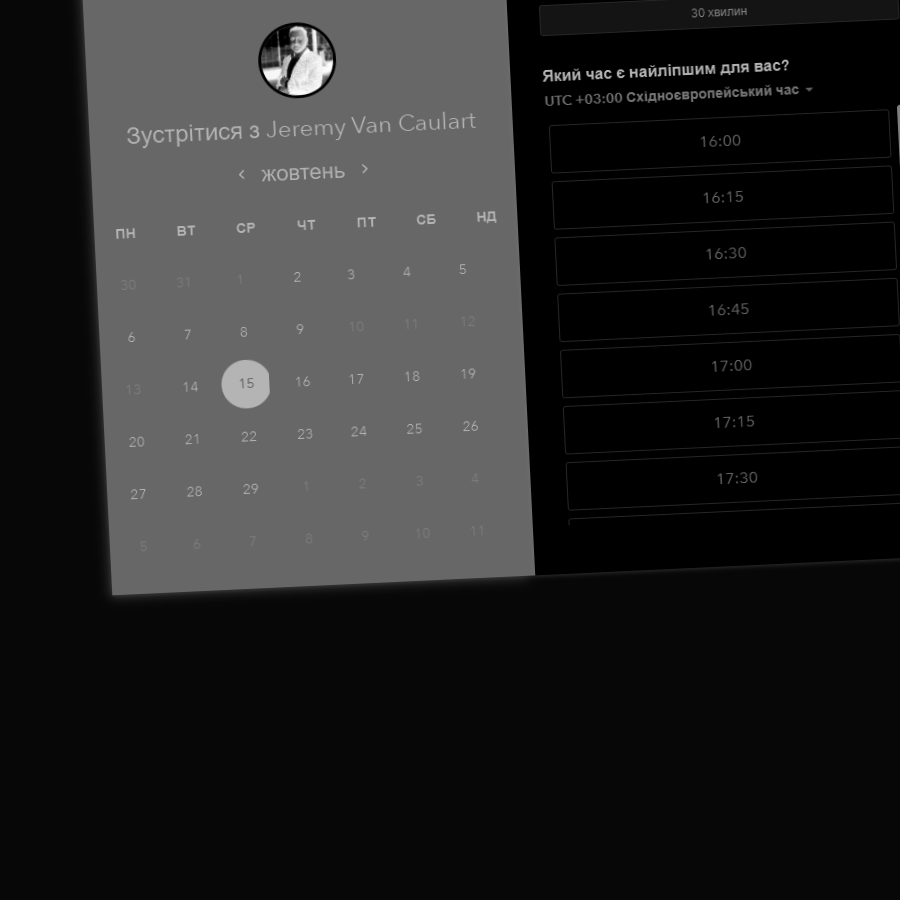 Зустрітися з Jeremy Van Caulart
‹ жовтень ›
ПН ВТ СР ЧТ ПТ СБ НД
30 31 1 2 3 4 5
6 7 8 9 10 11 12
13 14 15 16 17 18 19
20 21 22 23 24 25 26
27 28 29 1 2 3 4
5 6 7 8 9 10 11
30 хвилин
Який час є найліпшим для вас?
UTC +03:00 Східноєвропейський час
16:00
16:15
16:30
16:45
17:00
17:15
17:30